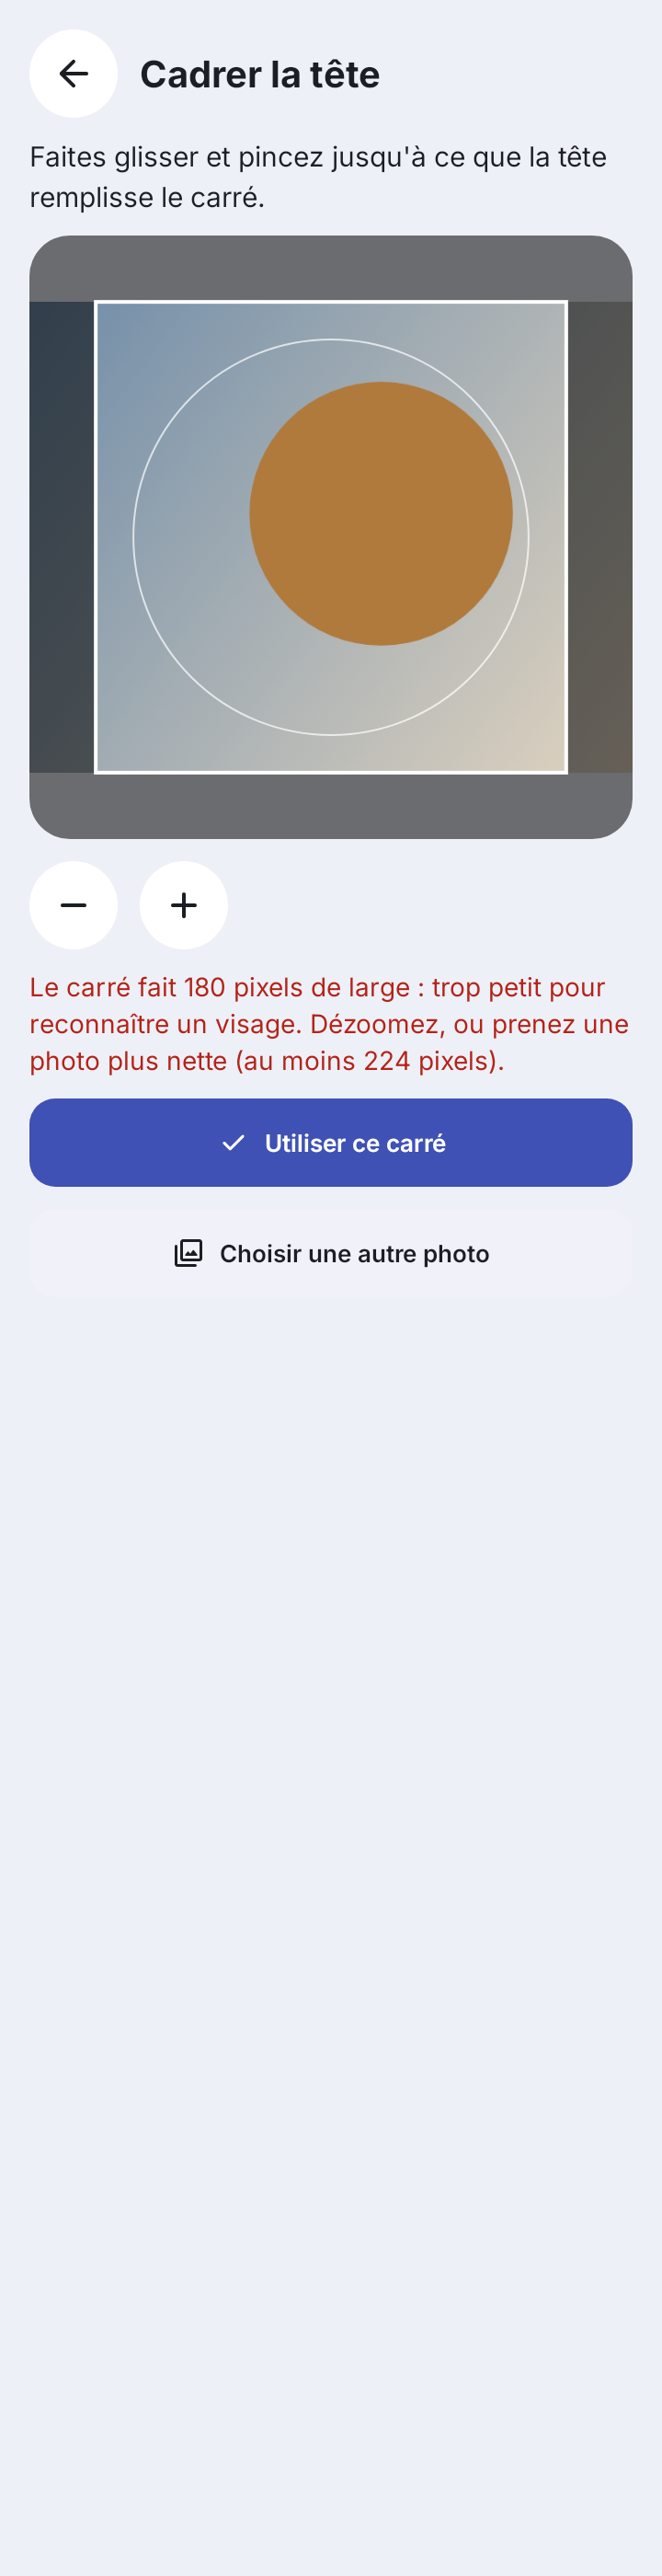 Cadrer la tête
Faites glisser et pincez jusqu'à ce que la tête
remplisse le carré.
Le carré fait 180 pixels de large : trop petit pour
reconnaître un visage. Dézoomez, ou prenez une
photo plus nette (au moins 224 pixels).
Utiliser ce carré
Choisir une autre photo